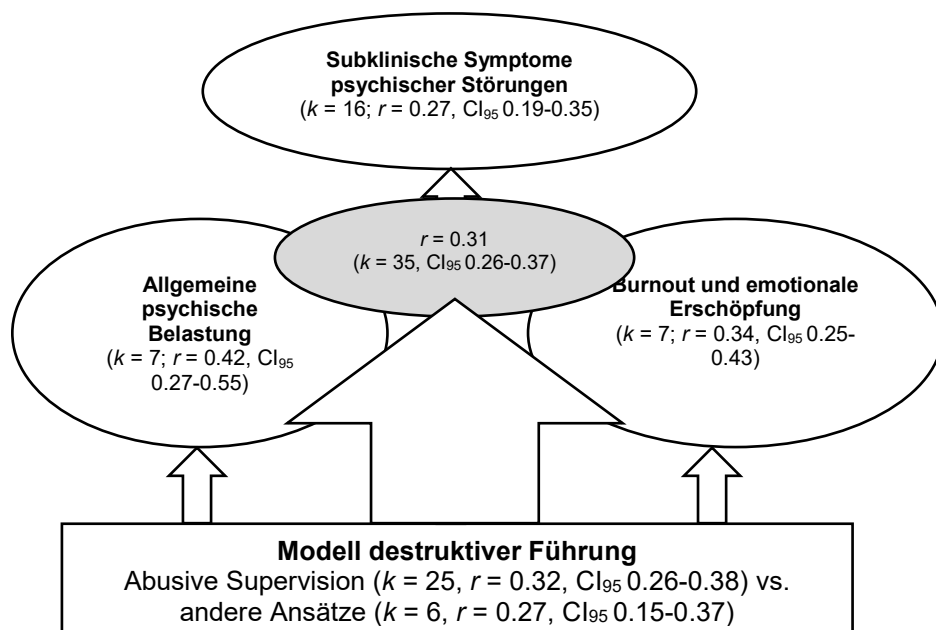 Subklinische Symptome
psychischer Störungen
(k = 16; r = 0.27, CI₉₅ 0.19-0.35)
r = 0.31
(k = 35, CI₉₅ 0.26-0.37)
Allgemeine
psychische
Belastung
(k = 7; r = 0.42, CI₉₅
0.27-0.55)
Burnout und emotionale
Erschöpfung
(k = 7; r = 0.34, CI₉₅ 0.25-
0.43)
Modell destruktiver Führung
Abusive Supervision (k = 25, r = 0.32, CI₉₅ 0.26-0.38) vs.
andere Ansätze (k = 6, r = 0.27, CI₉₅ 0.15-0.37)